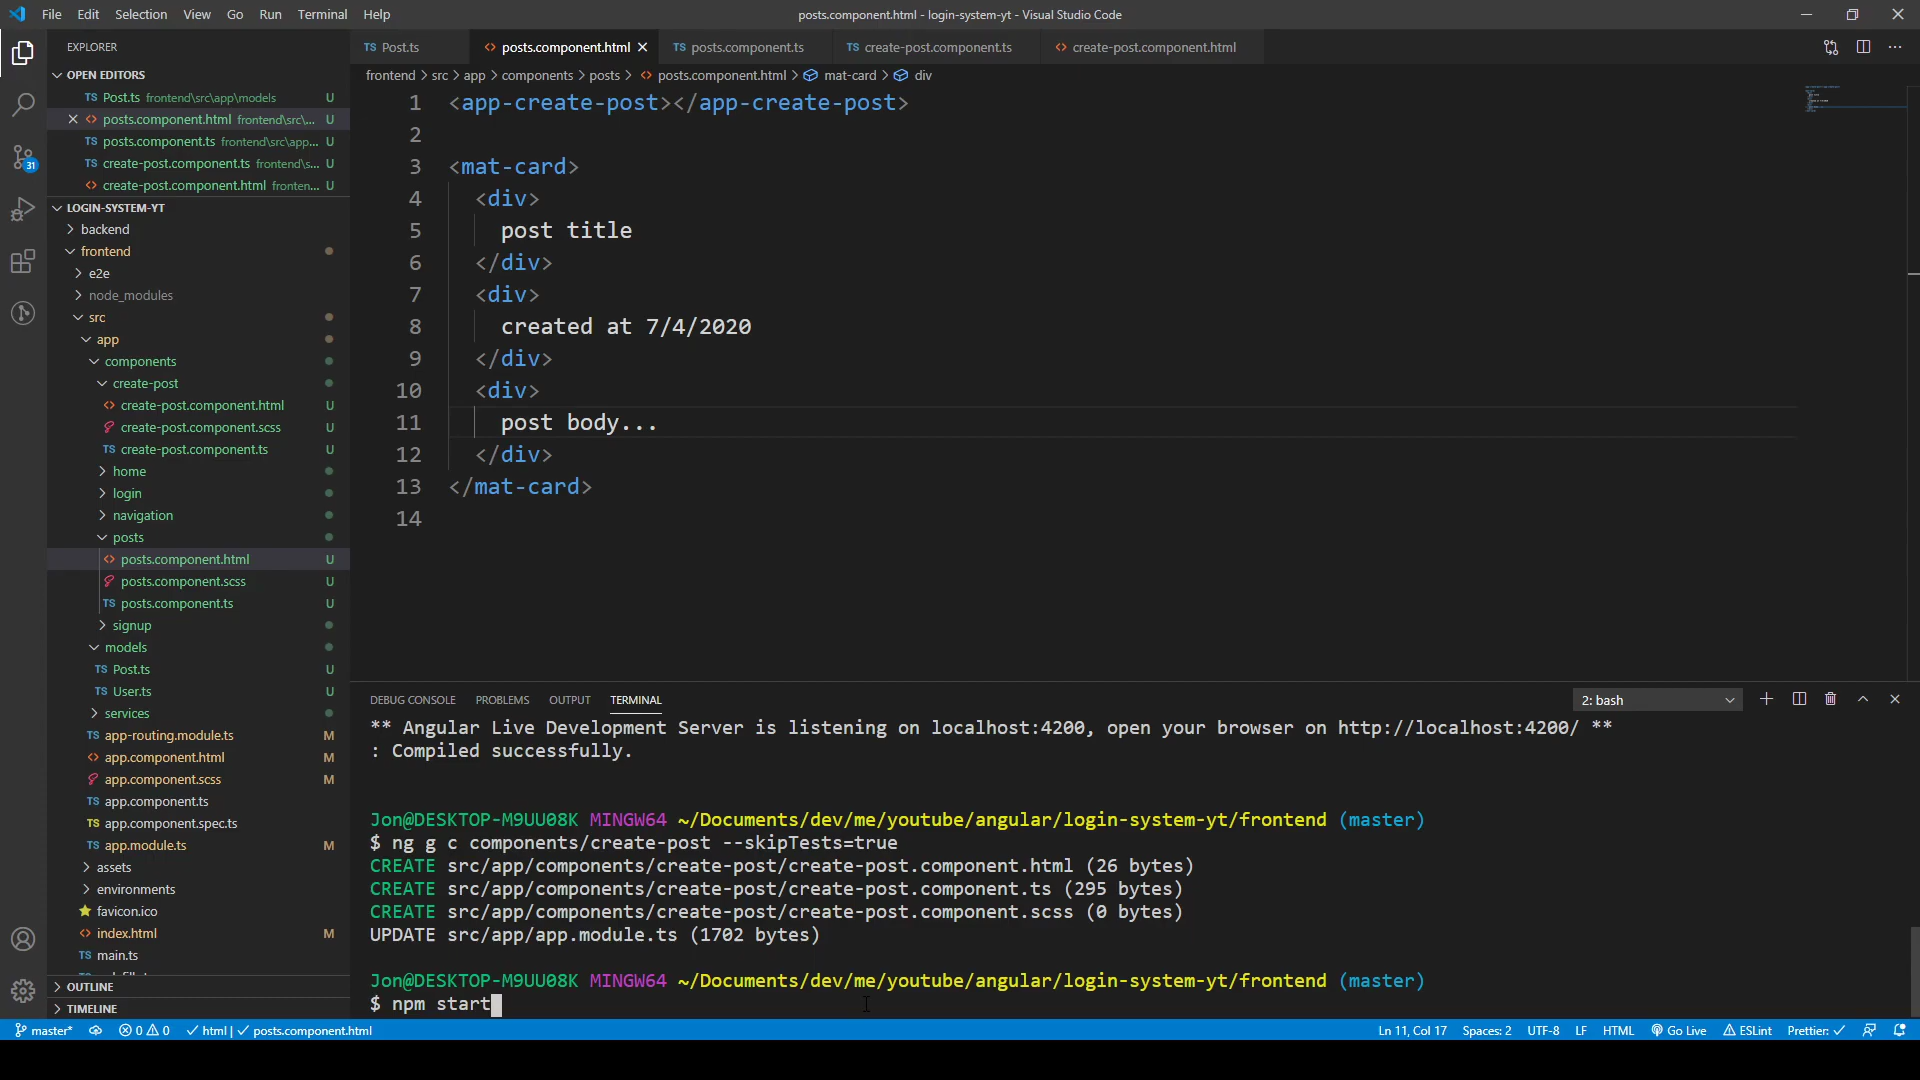 File Edit Selection View Go Run Terminal Help
posts.component.html - login-system-yt - Visual Studio Code
EXPLORER
OPEN EDITORS
TS Post.ts frontend\src\app\models U
posts.component.html frontend\src\... U
TS posts.component.ts frontend\src\app... U
TS create-post.component.ts frontend\s... U
create-post.component.html fronten... U
LOGIN-SYSTEM-YT
backend
frontend
e2e
node_modules
src
app
components
create-post
create-post.component.html U
create-post.component.scss U
TS create-post.component.ts U
home
login
navigation
posts
posts.component.html U
posts.component.scss U
TS posts.component.ts U
signup
models
TS Post.ts U
TS User.ts U
services
TS app-routing.module.ts M
app.component.html M
app.component.scss M
TS app.component.ts
TS app.component.spec.ts
TS app.module.ts M
assets
environments
favicon.ico
index.html M
TS main.ts
OUTLINE
TIMELINE
31
TS Post.ts
posts.component.html
TS posts.component.ts
TS create-post.component.ts
create-post.component.html
frontend > src > app > components > posts > posts.component.html > mat-card > div
1 <app-create-post></app-create-post>
2
3 <mat-card>
4 <div>
5 post title
6 </div>
7 <div>
8 created at 7/4/2020
9 </div>
10 <div>
11 post body...
12 </div>
13 </mat-card>
14
DEBUG CONSOLE PROBLEMS OUTPUT TERMINAL
2: bash
** Angular Live Development Server is listening on localhost:4200, open your browser on http://localhost:4200/ **
: Compiled successfully.
Jon@DESKTOP-M9UU08K MINGW64 ~/Documents/dev/me/youtube/angular/login-system-yt/frontend (master)
$ ng g c components/create-post --skipTests=true
CREATE src/app/components/create-post/create-post.component.html (26 bytes)
CREATE src/app/components/create-post/create-post.component.ts (295 bytes)
CREATE src/app/components/create-post/create-post.component.scss (0 bytes)
UPDATE src/app/app.module.ts (1702 bytes)
Jon@DESKTOP-M9UU08K MINGW64 ~/Documents/dev/me/youtube/angular/login-system-yt/frontend (master)
$ npm start
master* 0 0 html | posts.component.html
Ln 11, Col 17 Spaces: 2 UTF-8 LF HTML Go Live ESLint Prettier: